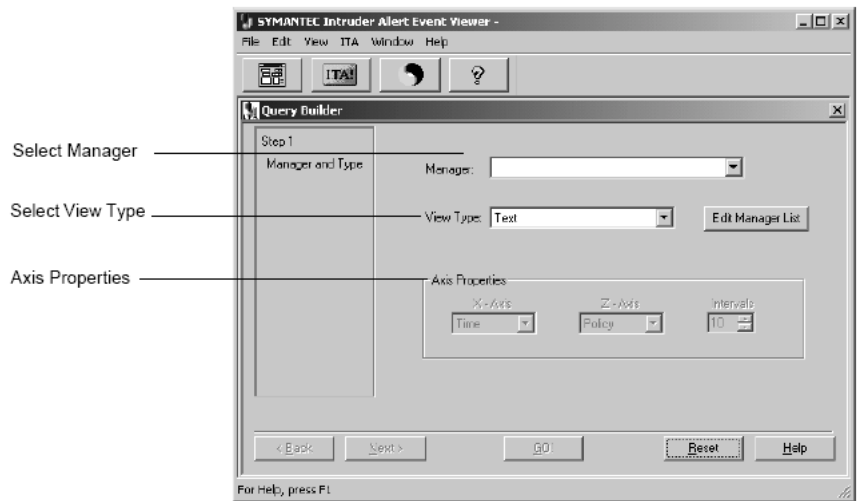 SYMANTEC Intruder Alert Event Viewer -
File Edit View ITA Window Help
ITA!
?
Query Builder
Step 1
Manager and Type
Select Manager
Manager:
Select View Type
View Type: Text
Edit Manager List
Axis Properties
Axis Properties
X - Axis Z - Axis Intervals
Time Policy 10
< Back Next > GO! Reset Help
For Help, press F1